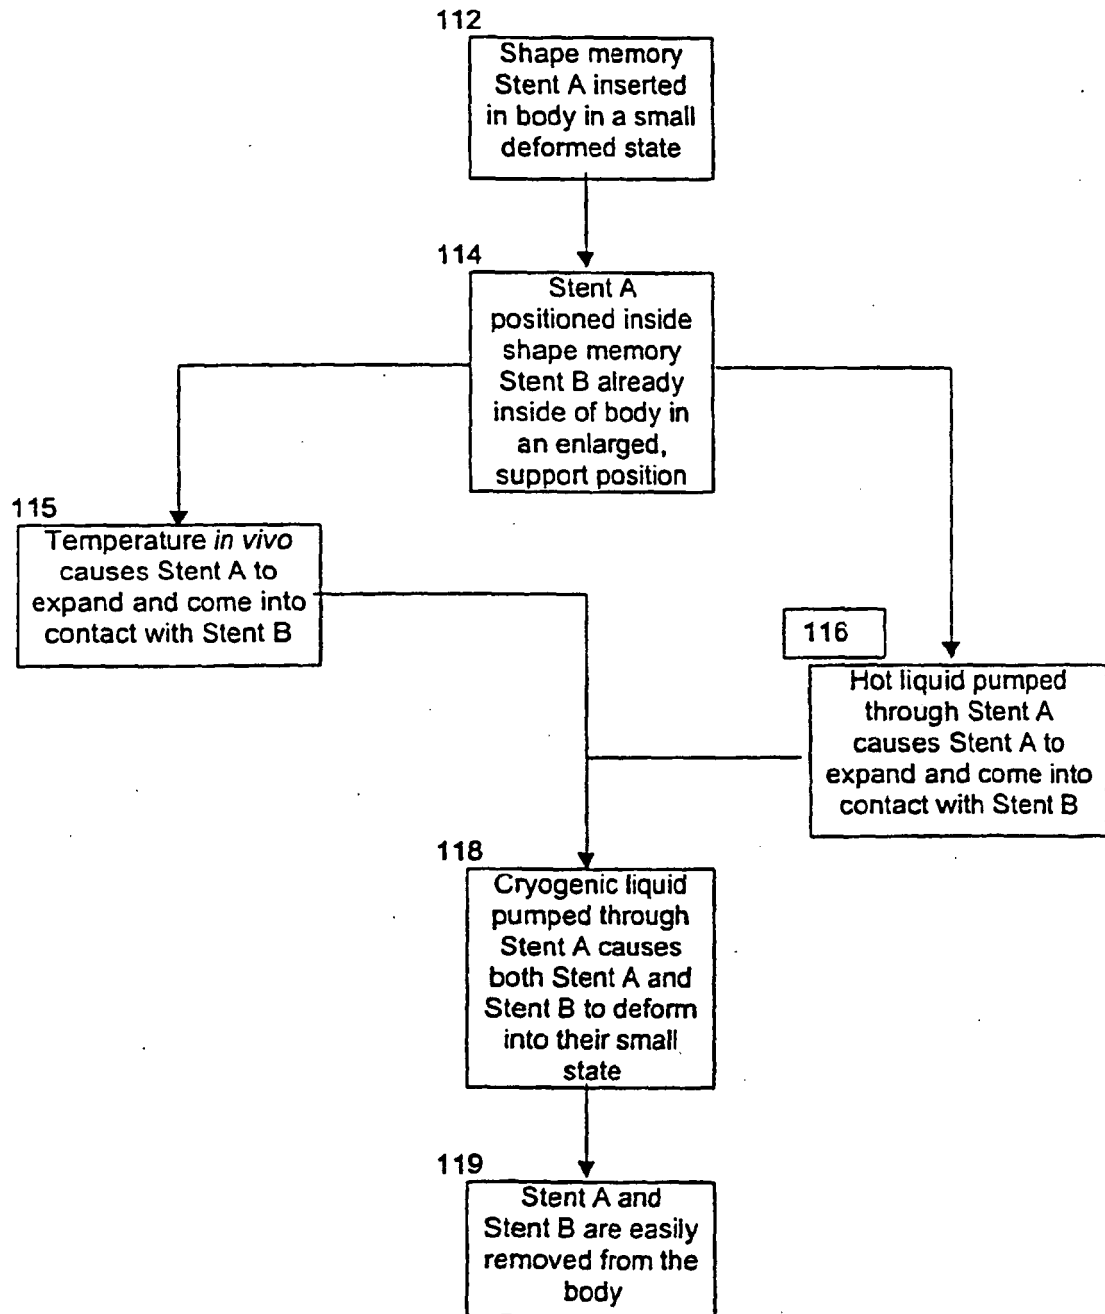 112
Shape memory
Stent A inserted
in body in a small
deformed state
114
Stent A
positioned inside
shape memory
Stent B already
inside of body in
an enlarged,
support position
115
Temperature in vivo
causes Stent A to
expand and come into
contact with Stent B
116
Hot liquid pumped
through Stent A
causes Stent A to
expand and come into
contact with Stent B
118
Cryogenic liquid
pumped through
Stent A causes
both Stent A and
Stent B to deform
into their small
state
119
Stent A and
Stent B are easily
removed from the
body